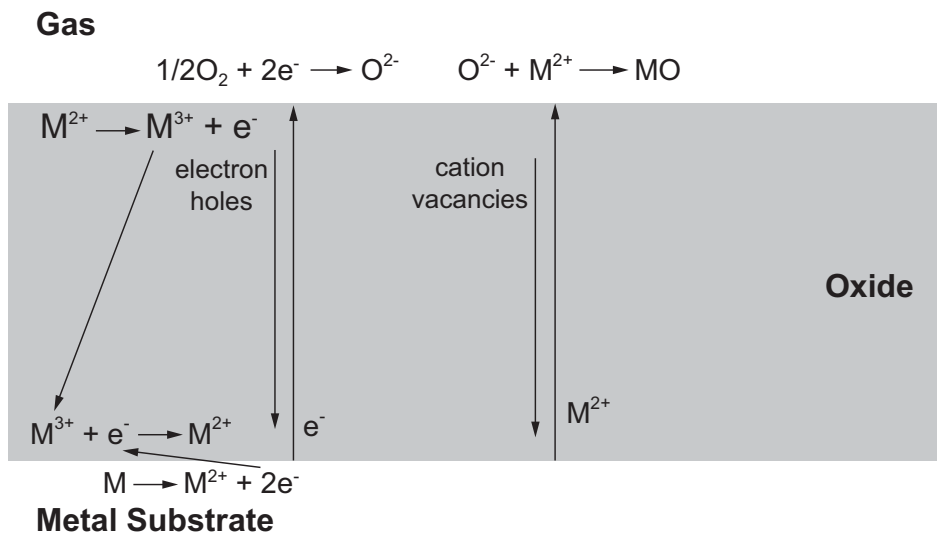 Gas
1/2O₂ + 2e⁻ → O²⁻
O²⁻ + M²⁺ → MO
M²⁺ → M³⁺ + e⁻
electron
holes
cation
vacancies
Oxide
M²⁺
M³⁺ + e⁻ → M²⁺
e⁻
M → M²⁺ + 2e⁻
Metal Substrate